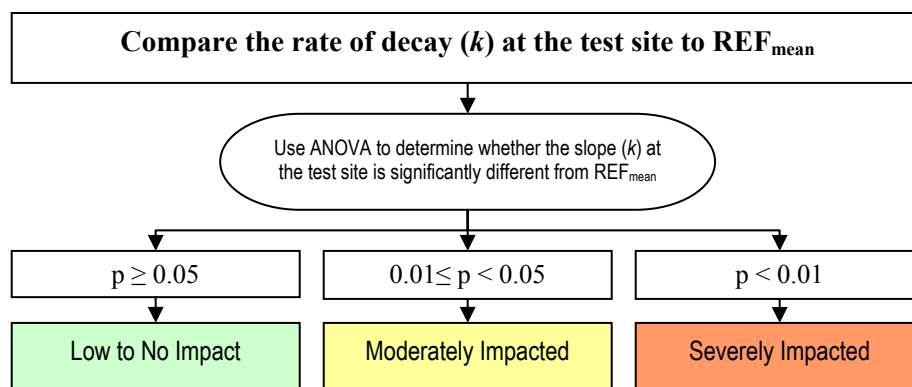 Compare the rate of decay (k) at the test site to REFmean
Use ANOVA to determine whether the slope (k) at
the test site is significantly different from REFmean
p ≥ 0.05
0.01≤ p < 0.05
p < 0.01
Low to No Impact
Moderately Impacted
Severely Impacted